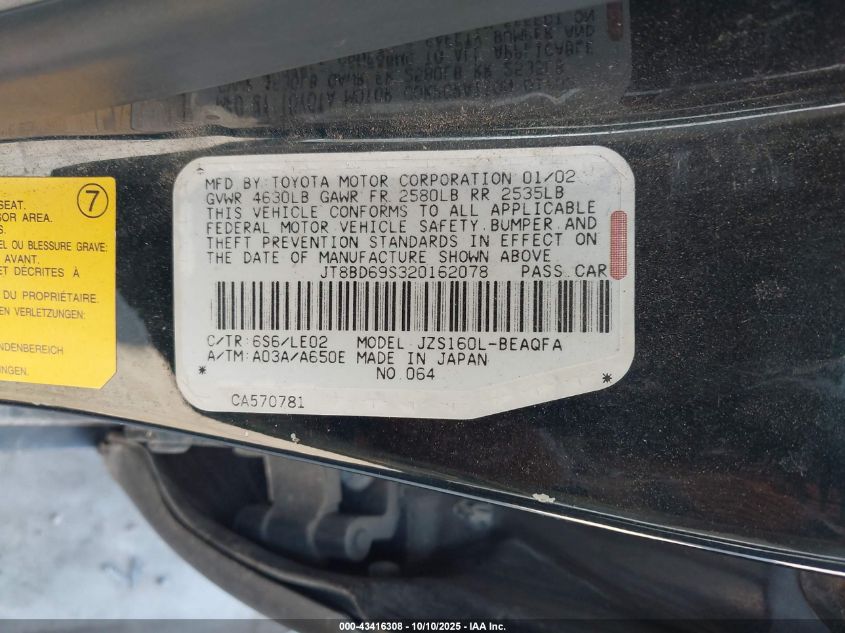 7
SEAT.
SOR AREA.
EL OU BLESSURE GRAVE:
AVANT.
ET DÉCRITES À
DU PROPRIÉTAIRE.
EN VERLETZUNGEN:
NDENBEREICH
UNGEN.
MFD BY: TOYOTA MOTOR CORPORATION 01/02
GVWR 4630LB GAWR FR 2580LB RR 2535LB
THIS VEHICLE CONFORMS TO ALL APPLICABLE
FEDERAL MOTOR VEHICLE SAFETY, BUMPER, AND
THEFT PREVENTION STANDARDS IN EFFECT ON
THE DATE OF MANUFACTURE SHOWN ABOVE
JT8BD69S320162078 PASS. CAR
C/TR: 6S6/LE02 MODEL: JZS160L-BEAQFA
A/TM: A03A/A650E MADE IN JAPAN
* NO. 064 *
CA570781
000-43416308 - 10/10/2025 - IAA Inc.